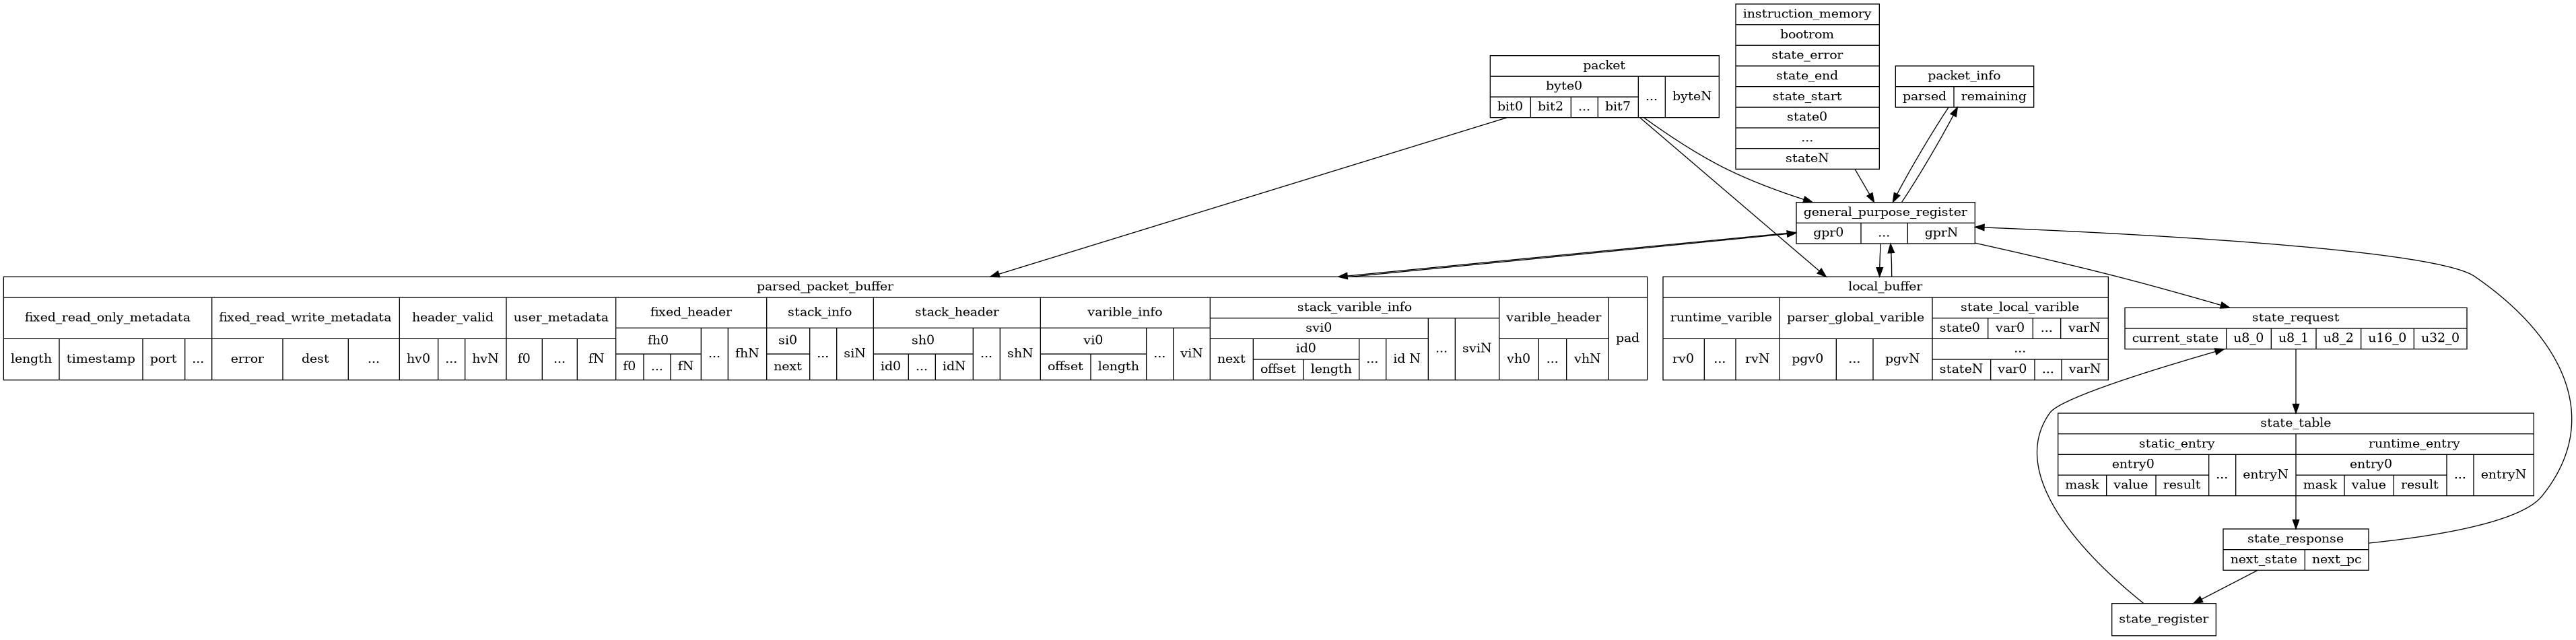 instruction_memory
bootrom
state_error
state_end
state_start
state0
...
stateN
packet
byte0 ... byteN
bit0 bit2 ... bit7
packet_info
parsed remaining
general_purpose_register
gpr0 ... gprN
parsed_packet_buffer
fixed_read_only_metadata
length timestamp port ...
fixed_read_write_metadata
error dest ...
header_valid
hv0 ... hvN
user_metadata
f0 ... fN
fixed_header
fh0 ... fhN
f0 ... fN
stack_info
si0 ... siN
next
stack_header
sh0 ... shN
id0 ... idN
varible_info
vi0 ... viN
offset length
stack_varible_info
svi0 ... sviN
next id0 ... id N
offset length
varible_header
vh0 ... vhN
pad
local_buffer
runtime_varible
rv0 ... rvN
parser_global_varible
pgv0 ... pgvN
state_local_varible
state0 var0 ... varN
...
stateN var0 ... varN
state_request
current_state u8_0 u8_1 u8_2 u16_0 u32_0
state_table
static_entry
entry0 ... entryN
mask value result
runtime_entry
entry0 ... entryN
mask value result
state_response
next_state next_pc
state_register